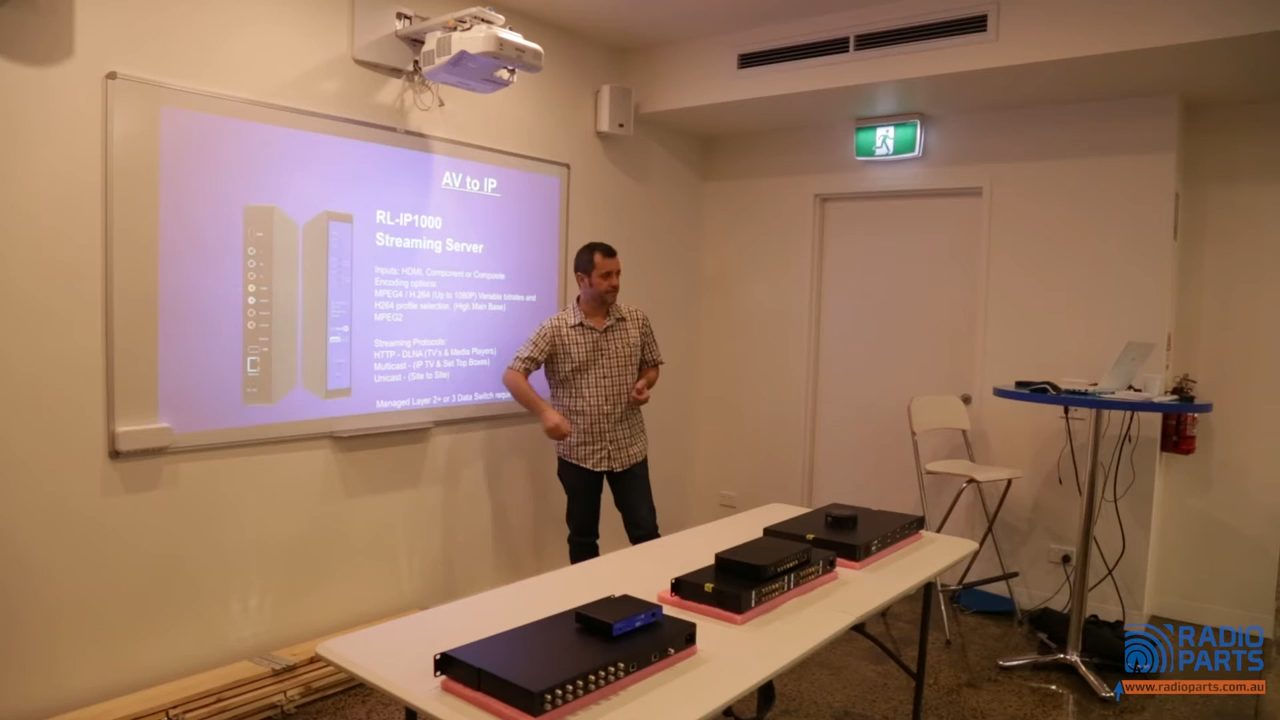 AV to IP
RL-IP1000
Streaming Server
Inputs: HDMI, Component or Composite
Encoding options:
MPEG4 / H.264 (Up to 1080P) Variable bitrates and
H264 profile selection. (High Main Base)
MPEG2
Streaming Protocols:
HTTP - DLNA (TV's & Media Players)
Multicast - (IP TV & Set Top Boxes)
Unicast - (Site to Site)
Managed Layer 2+ or 3 Data Switch
RADIO
PARTS
www.radioparts.com.au